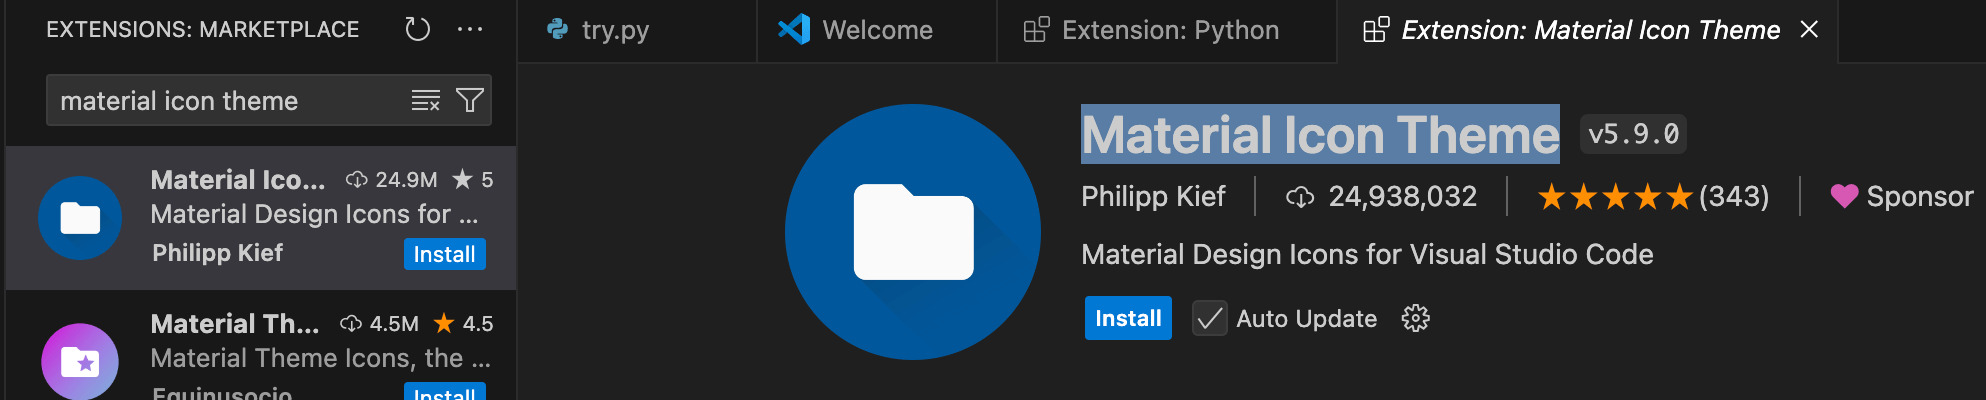 EXTENSIONS: MARKETPLACE
material icon theme
Material Ico... 24.9M 5
Material Design Icons for ...
Philipp Kief Install
Material Th... 4.5M 4.5
Material Theme Icons, the ...
Equinusocio Install
try.py Welcome Extension: Python Extension: Material Icon Theme
Material Icon Theme v5.9.0
Philipp Kief 24,938,032 (343) Sponsor
Material Design Icons for Visual Studio Code
Install Auto Update